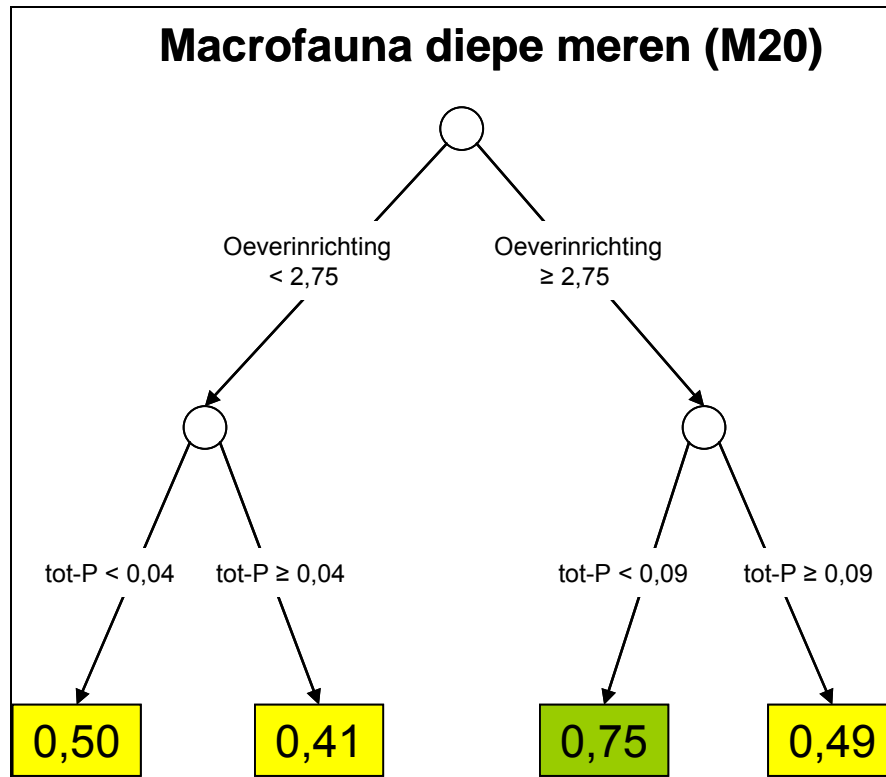 Macrofauna diepe meren (M20)
Oeverinrichting
< 2,75
Oeverinrichting
≥ 2,75
tot-P < 0,04
tot-P ≥ 0,04
tot-P < 0,09
tot-P ≥ 0,09
0,50
0,41
0,75
0,49